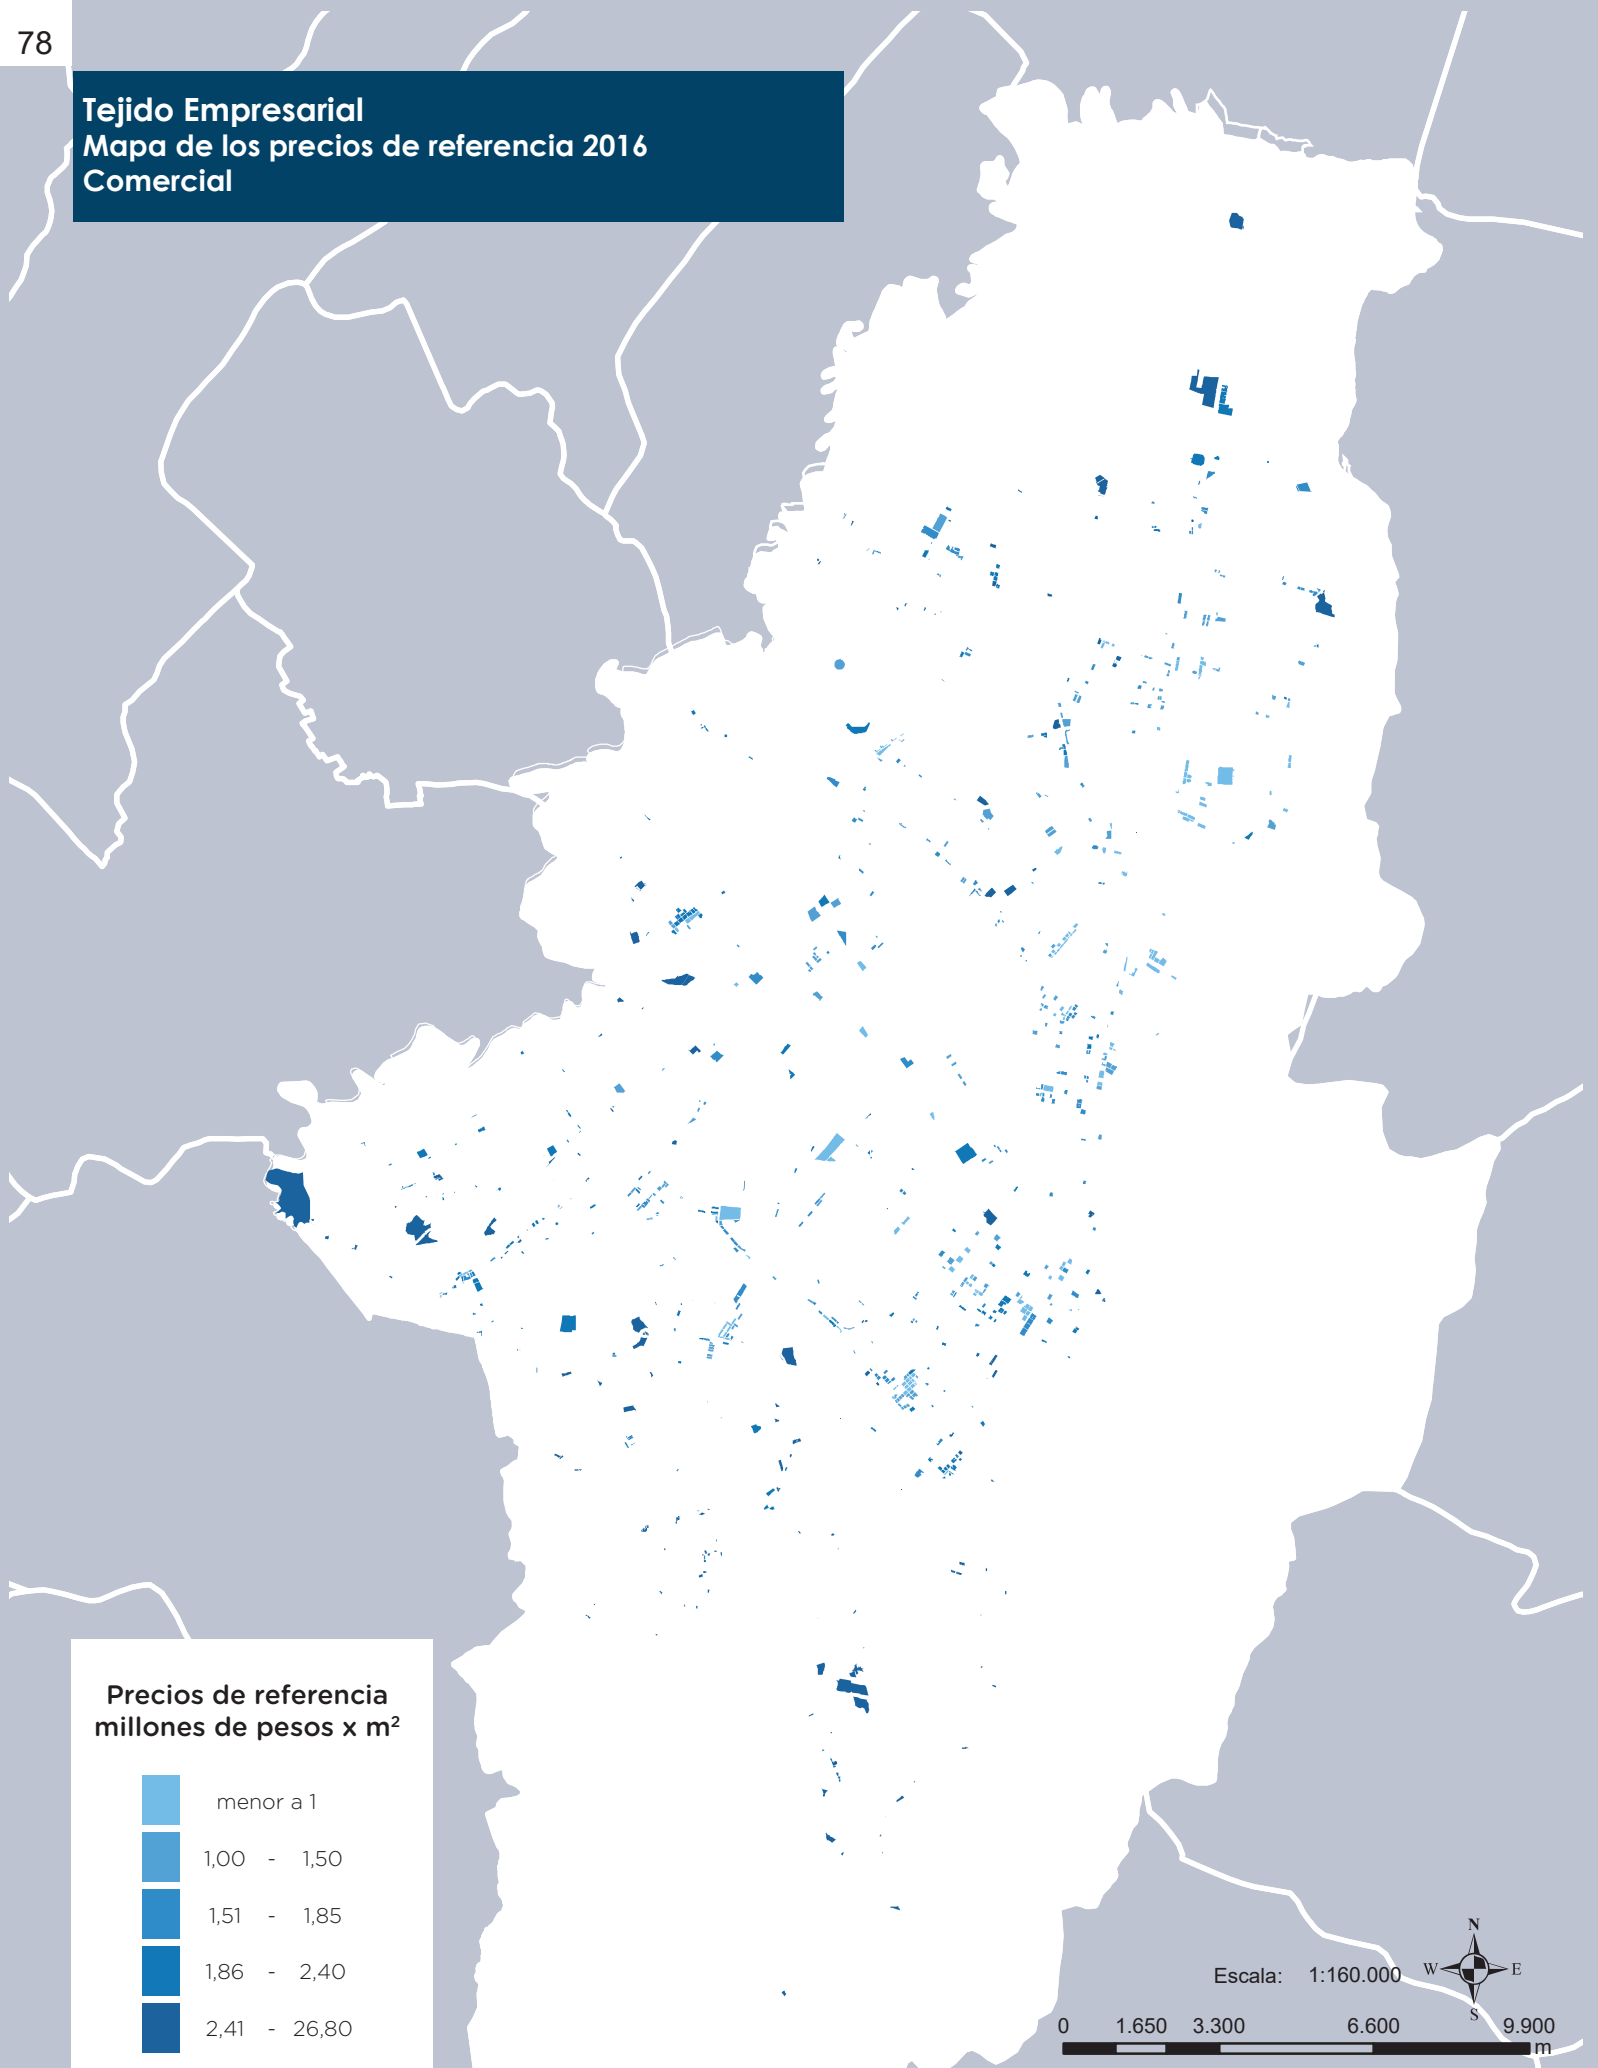 78
Tejido Empresarial
Mapa de los precios de referencia 2016
Comercial
Precios de referencia
millones de pesos x m²
menor a 1
1,00 - 1,50
1,51 - 1,85
1,86 - 2,40
2,41 - 26,80
N
W E
S
Escala: 1:160.000
0 1.650 3.300 6.600 9.900
m